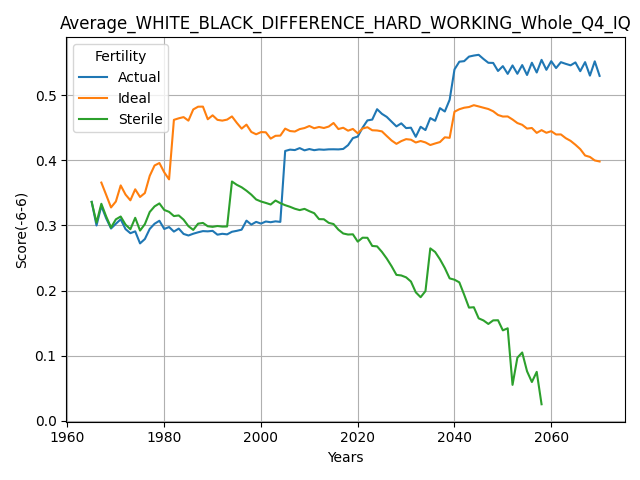 Average_WHITE_BLACK_DIFFERENCE_HARD_WORKING_Whole_Q4_IQ
Fertility
Actual
Ideal
Sterile
Score(-6-6)
0.5
0.4
0.3
0.2
0.1
0.0
1960 1980 2000 2020 2040 2060
Years